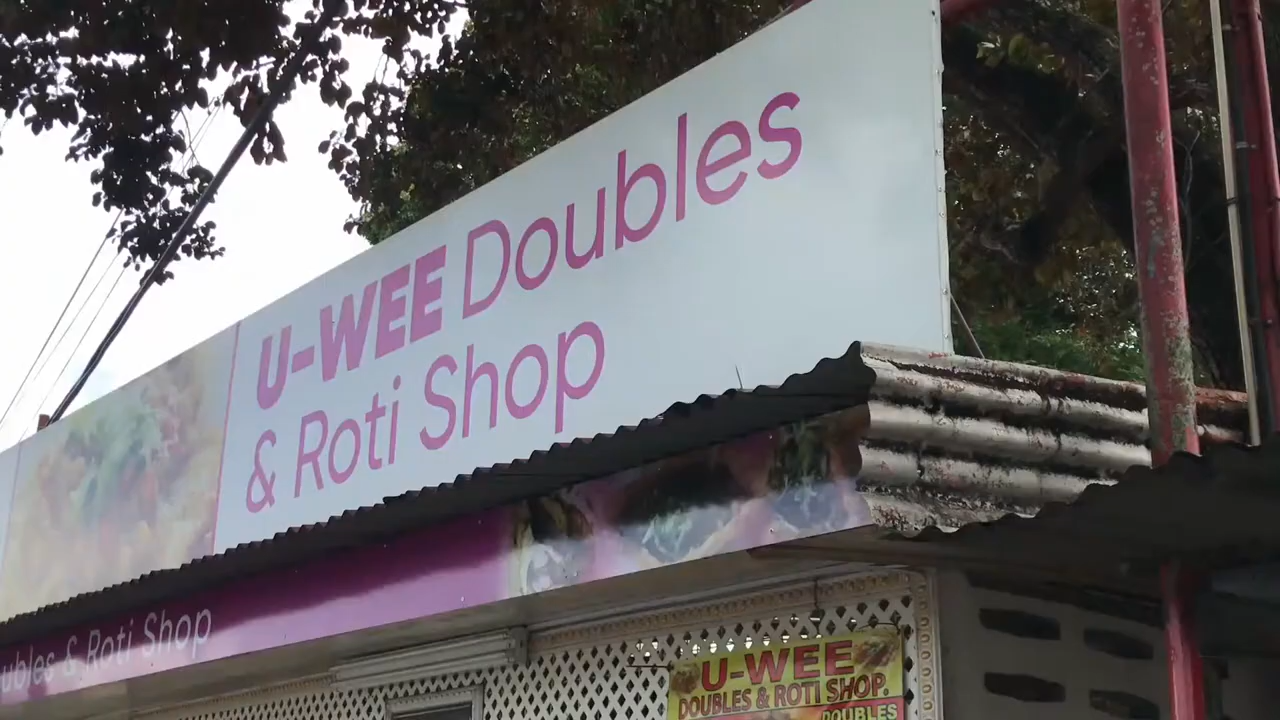 U-WEE Doubles
& Roti Shop
ubles & Roti Shop
U-WEE
DOUBLES & ROTI SHOP.
DOUBLES